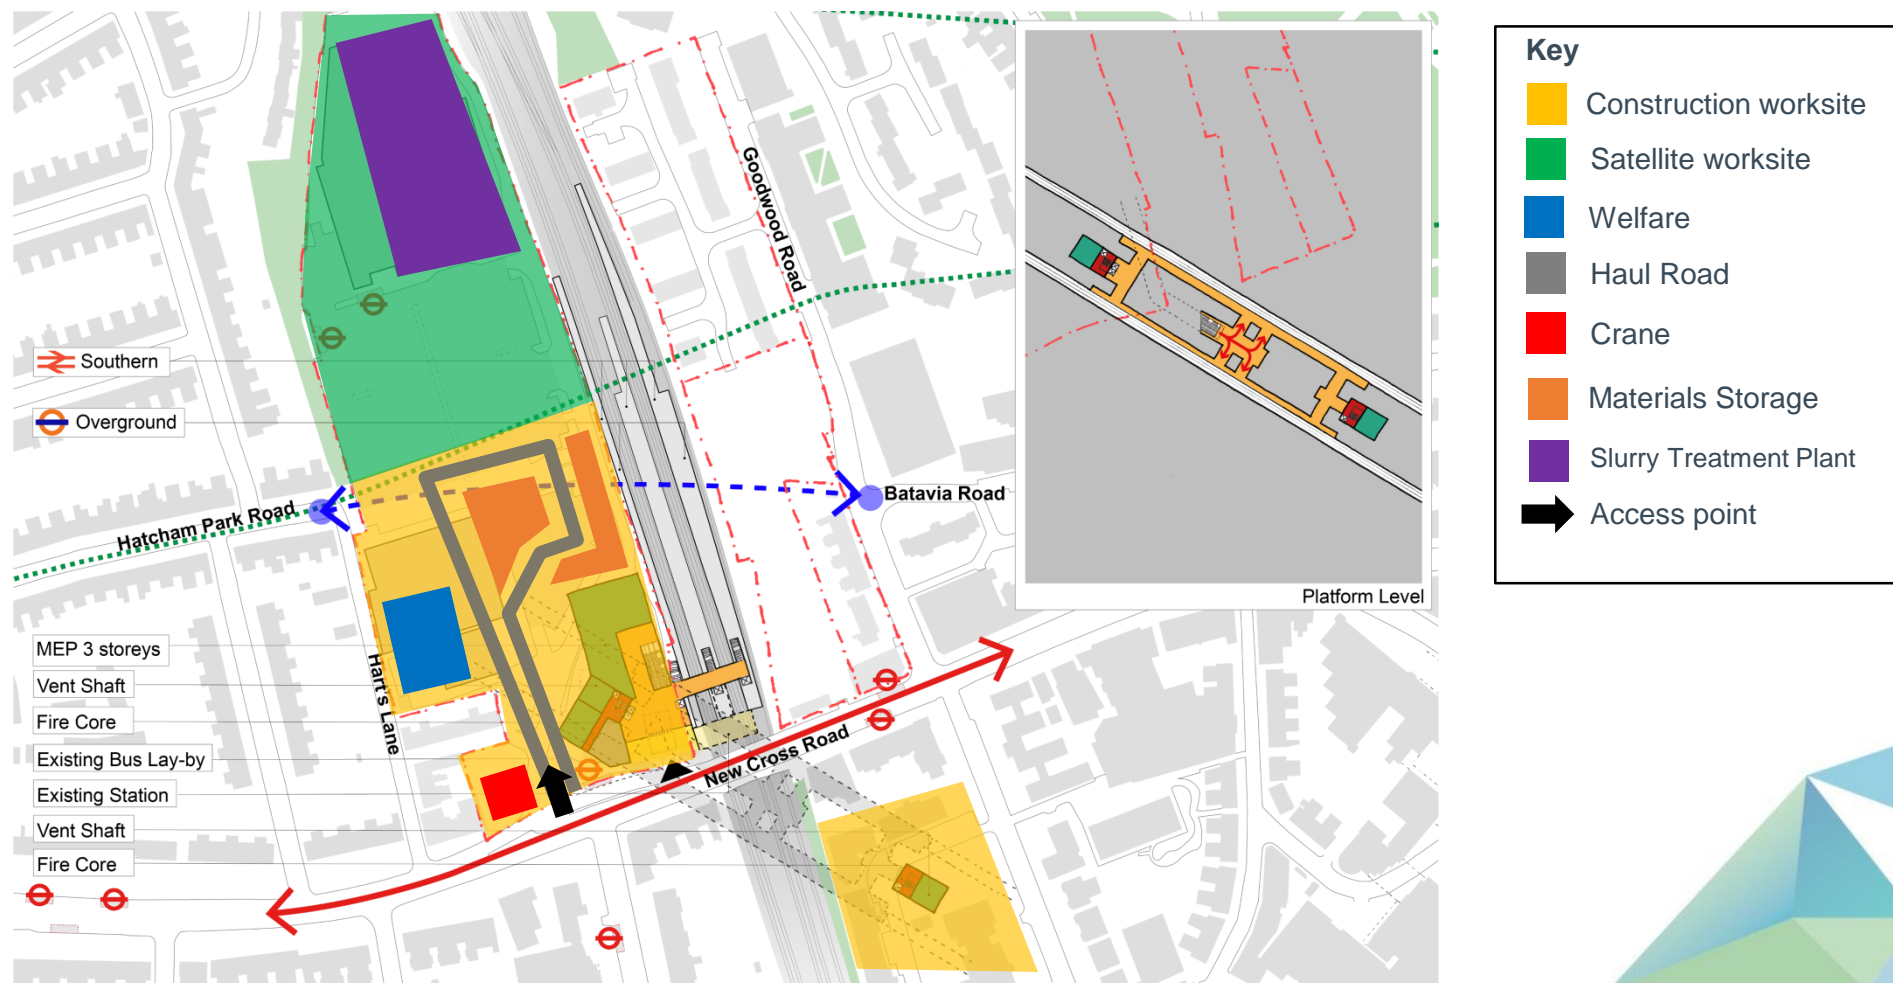 Goodwood Road
Southern
Overground
Hatcham Park Road
Batavia Road
Hart's Lane
New Cross Road
MEP 3 storeys
Vent Shaft
Fire Core
Existing Bus Lay-by
Existing Station
Vent Shaft
Fire Core
Platform Level
Key
Construction worksite
Satellite worksite
Welfare
Haul Road
Crane
Materials Storage
Slurry Treatment Plant
Access point